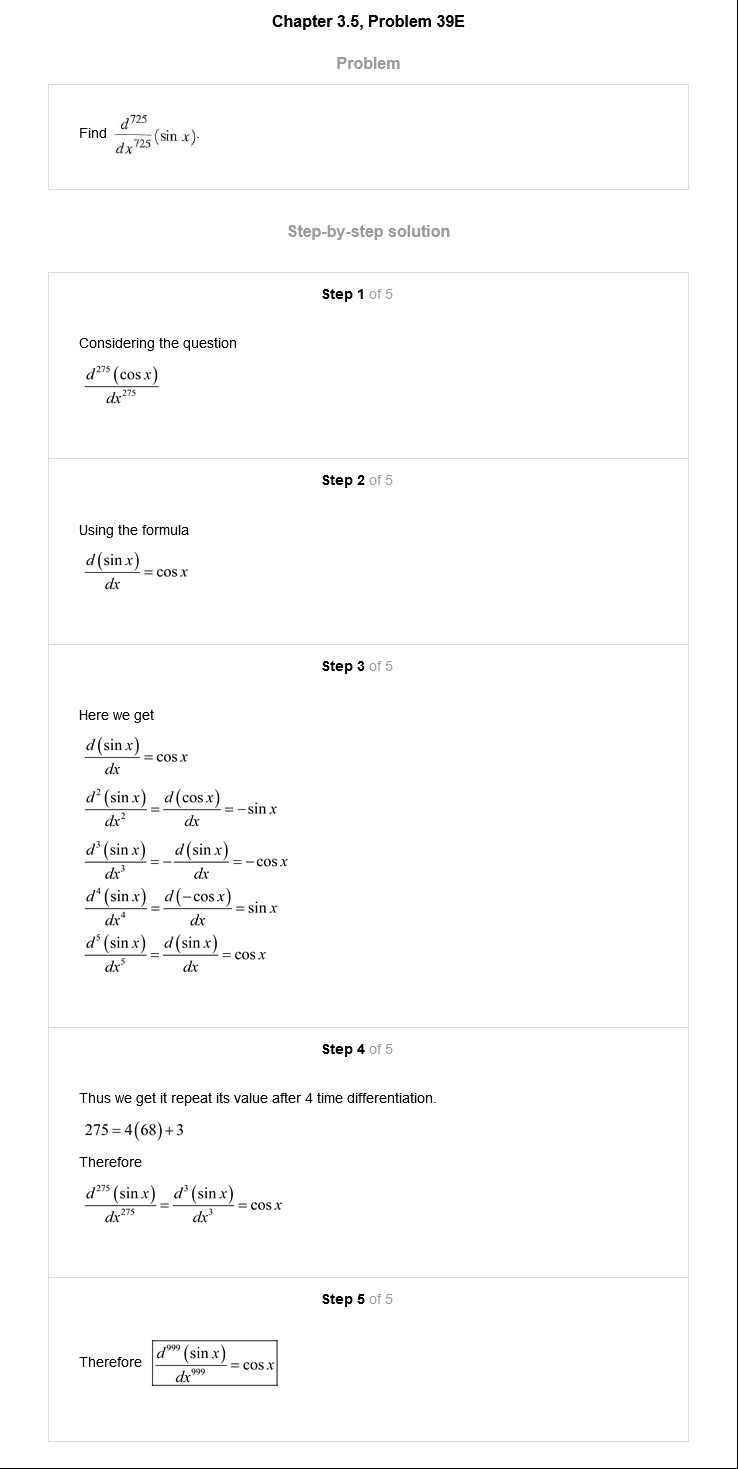 Chapter 3.5, Problem 39E
Problem
Find \frac{d^{725}}{dx^{725}}(\sin x).
Step-by-step solution
Step 1 of 5
Considering the question
\frac{d^{275}(\cos x)}{dx^{275}}
Step 2 of 5
Using the formula
\frac{d(\sin x)}{dx} = \cos x
Step 3 of 5
Here we get
\frac{d(\sin x)}{dx} = \cos x
\frac{d^2(\sin x)}{dx^2} = \frac{d(\cos x)}{dx} = -\sin x
\frac{d^3(\sin x)}{dx^3} = -\frac{d(\sin x)}{dx} = -\cos x
\frac{d^4(\sin x)}{dx^4} = \frac{d(-\cos x)}{dx} = \sin x
\frac{d^5(\sin x)}{dx^5} = \frac{d(\sin x)}{dx} = \cos x
Step 4 of 5
Thus we get it repeat its value after 4 time differentiation.
275 = 4(68)+3
Therefore
\frac{d^{275}(\sin x)}{dx^{275}} = \frac{d^3(\sin x)}{dx^3} = \cos x
Step 5 of 5
Therefore \frac{d^{999}(\sin x)}{dx^{999}} = \cos x